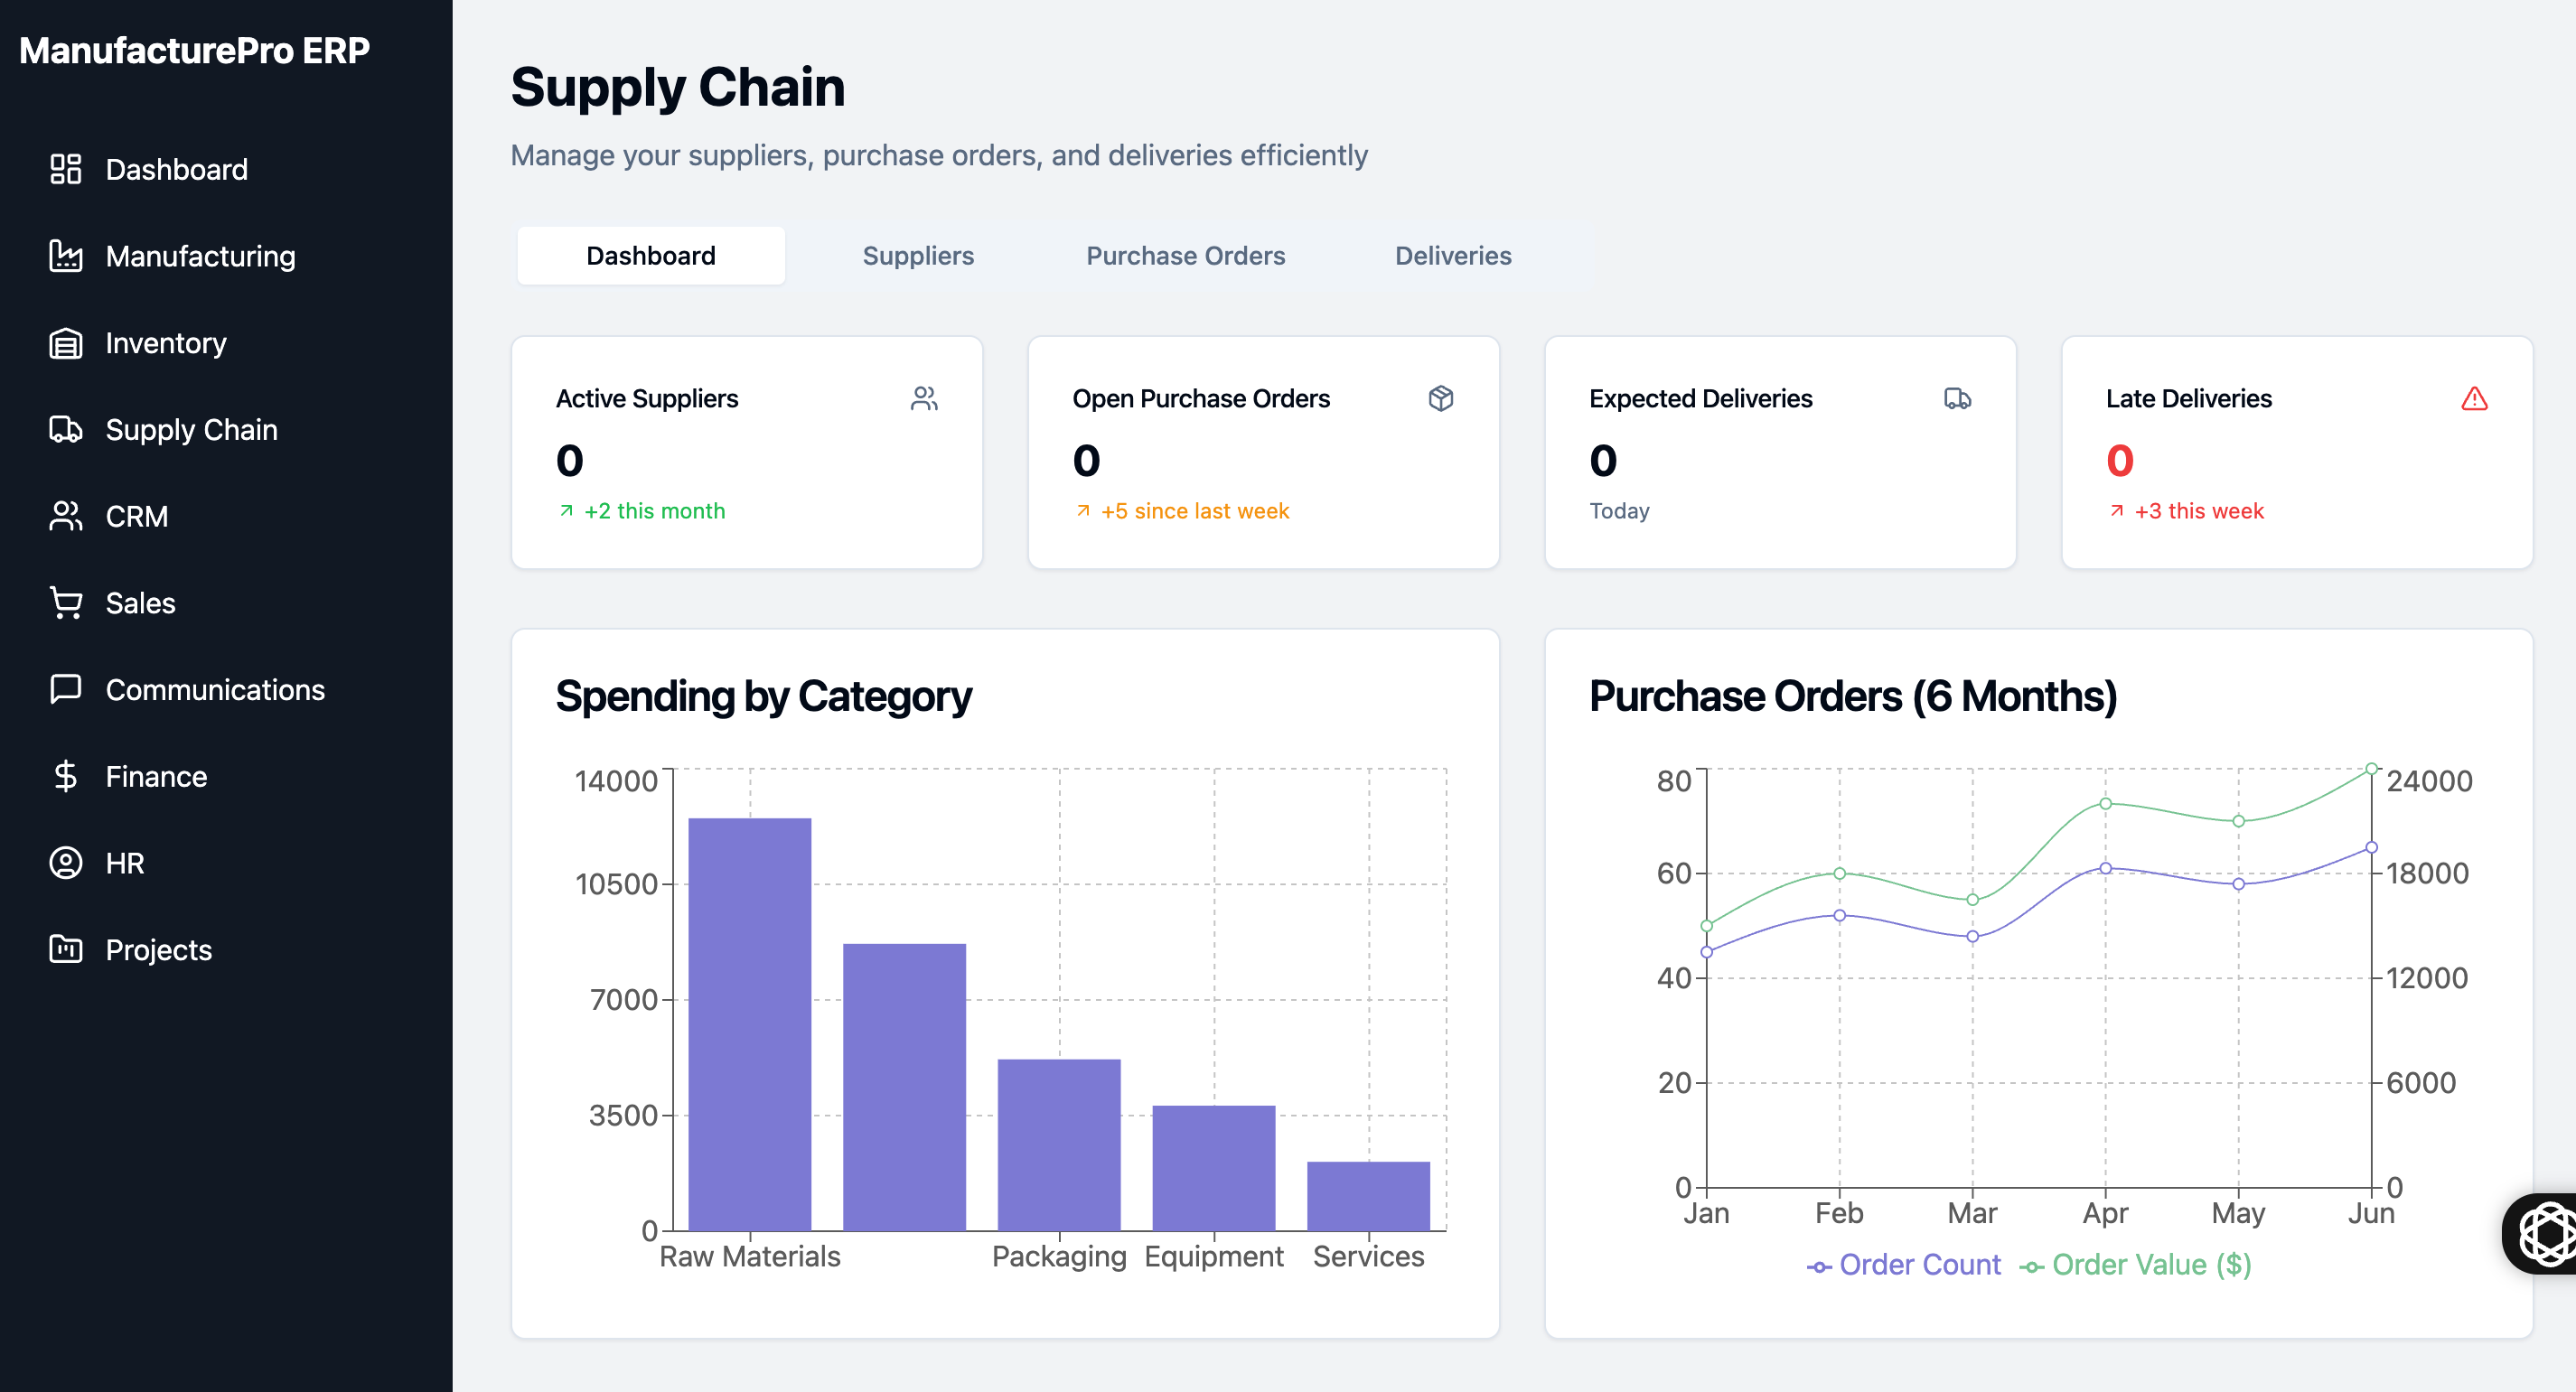 ManufacturePro ERP
Dashboard
Manufacturing
Inventory
Supply Chain
CRM
Sales
Communications
Finance
HR
Projects
Supply Chain
Manage your suppliers, purchase orders, and deliveries efficiently
Dashboard Suppliers Purchase Orders Deliveries
Active Suppliers
0
+2 this month
Open Purchase Orders
0
+5 since last week
Expected Deliveries
0
Today
Late Deliveries
0
+3 this week
Spending by Category
14000
10500
7000
3500
0
Raw Materials Packaging Equipment Services
Purchase Orders (6 Months)
80
60
40
20
0
24000
18000
12000
6000
0
Jan Feb Mar Apr May Jun
Order Count Order Value ($)